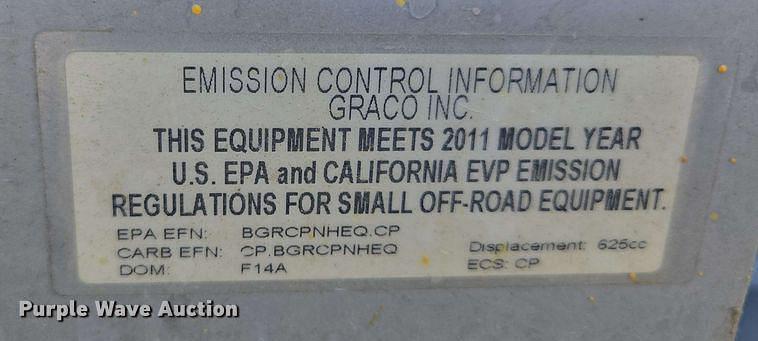 EMISSION CONTROL INFORMATION
GRACO INC.
THIS EQUIPMENT MEETS 2011 MODEL YEAR
U.S. EPA and CALIFORNIA EVP EMISSION
REGULATIONS FOR SMALL OFF-ROAD EQUIPMENT.
EPA EFN: BGRCPNHEQ.CP
CARB EFN: CP.BGRCPNHEQ Displacement: 625cc
DOM: F14A ECS: CP
Purple Wave Auction